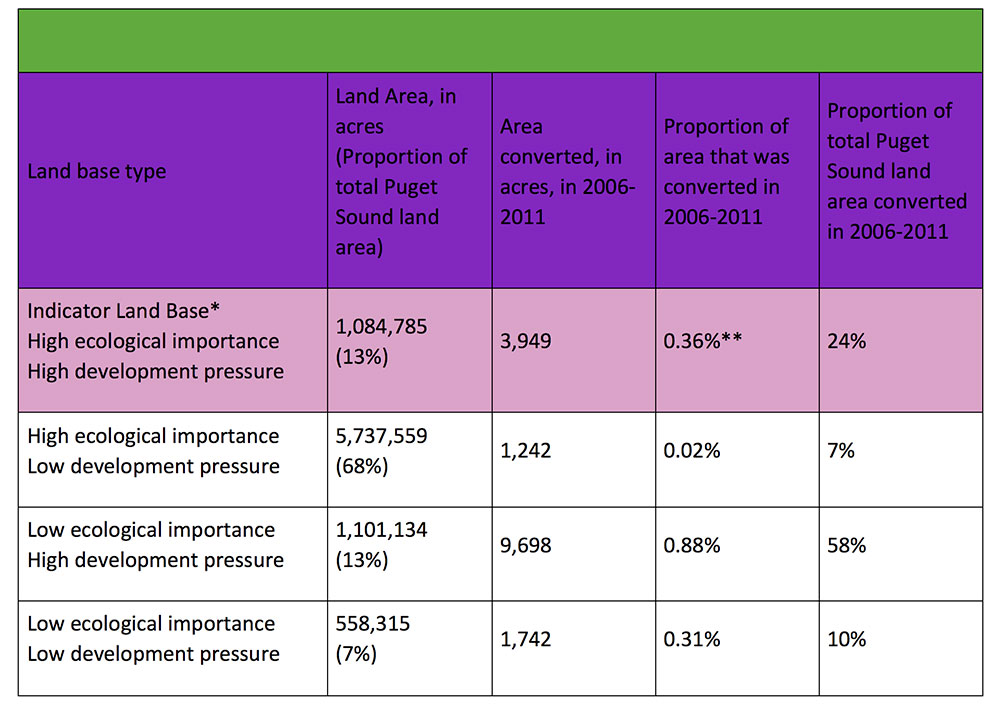 Land base type
Land Area, in
acres
(Proportion of
total Puget
Sound land
area)
Area
converted, in
acres, in 2006-
2011
Proportion of
area that was
converted in
2006-2011
Proportion of
total Puget
Sound land
area converted
in 2006-2011
Indicator Land Base*
High ecological importance
High development pressure
1,084,785
(13%)
3,949
0.36%**
24%
High ecological importance
Low development pressure
5,737,559
(68%)
1,242
0.02%
7%
Low ecological importance
High development pressure
1,101,134
(13%)
9,698
0.88%
58%
Low ecological importance
Low development pressure
558,315
(7%)
1,742
0.31%
10%